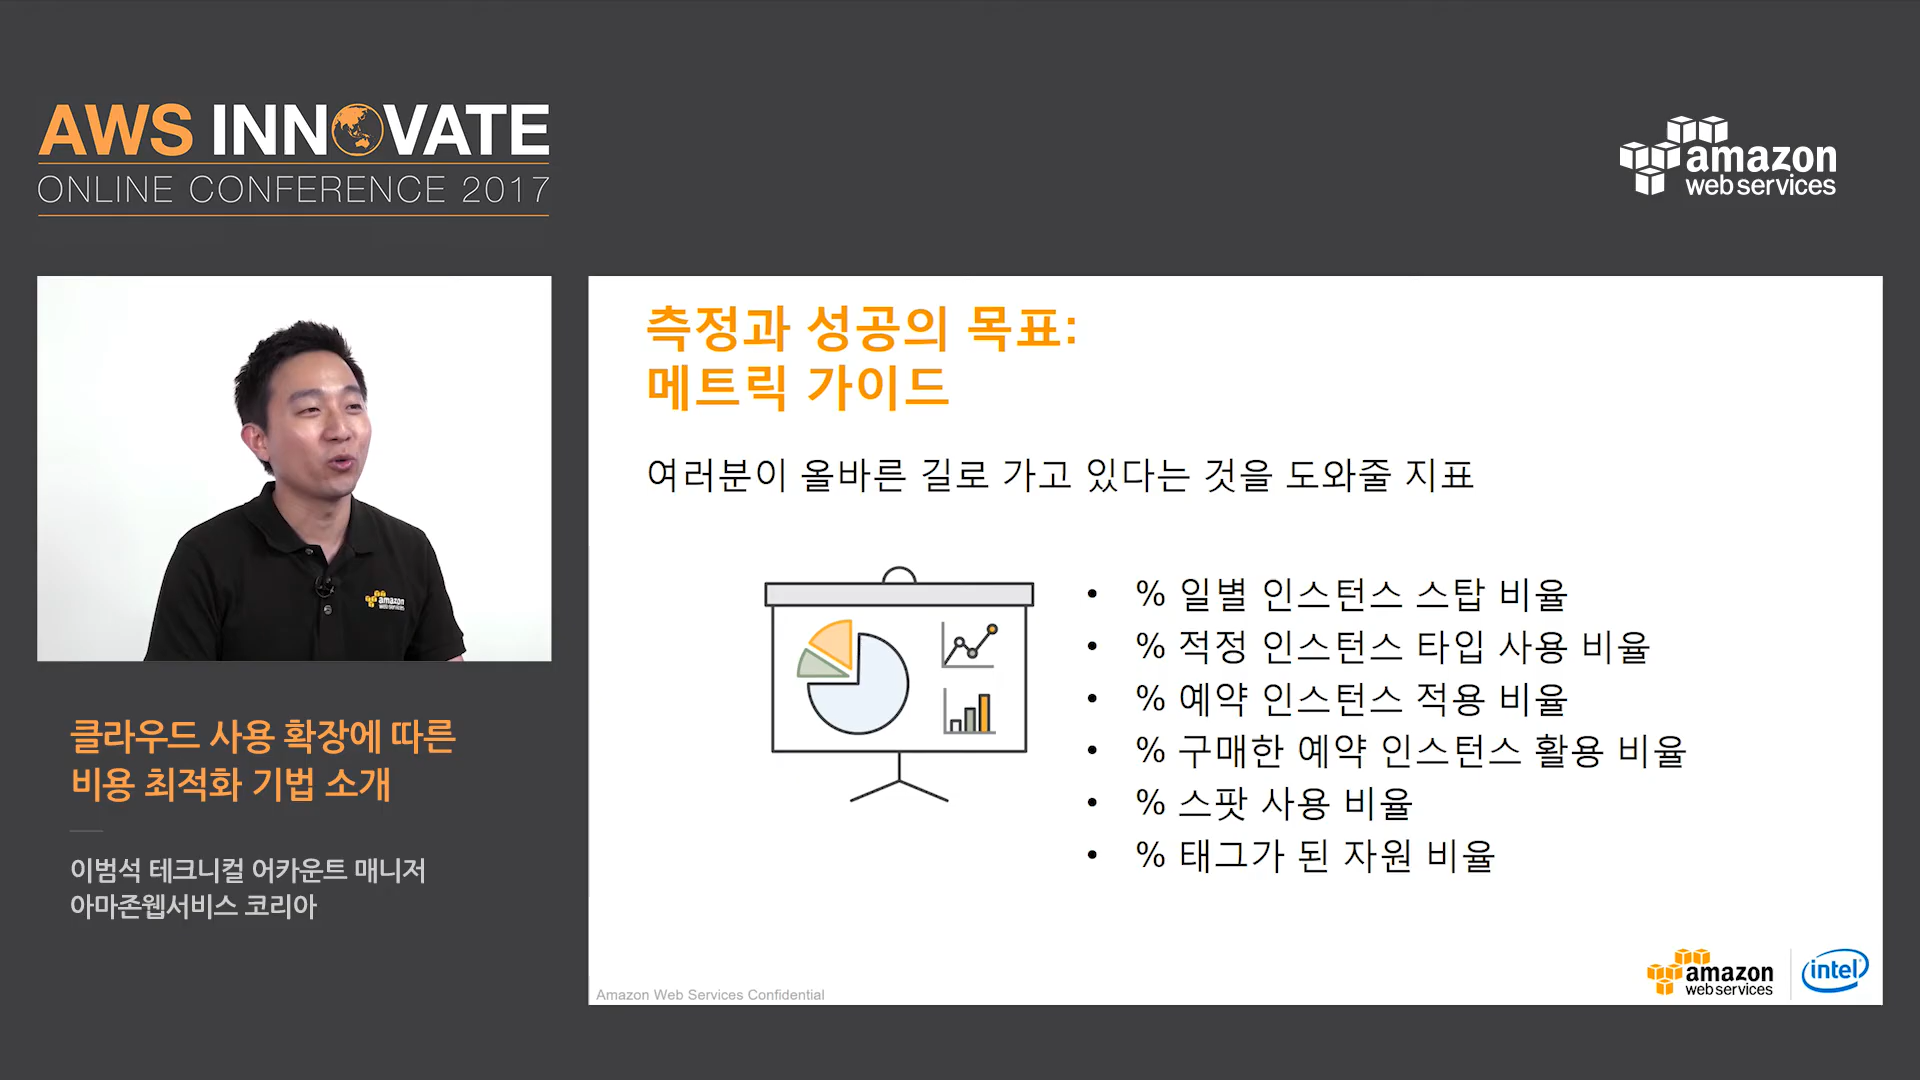 AWS INNOVATE
ONLINE CONFERENCE 2017
amazon
web services
amazon
web services
클라우드 사용 확장에 따른
비용 최적화 기법 소개
이범석 테크니컬 어카운트 매니저
아마존웹서비스 코리아
측정과 성공의 목표:
메트릭 가이드
여러분이 올바른 길로 가고 있다는 것을 도와줄 지표
• % 일별 인스턴스 스탑 비율
• % 적정 인스턴스 타입 사용 비율
• % 예약 인스턴스 적용 비율
• % 구매한 예약 인스턴스 활용 비율
• % 스팟 사용 비율
• % 태그가 된 자원 비율
Amazon Web Services Confidential
amazon
web services
intel